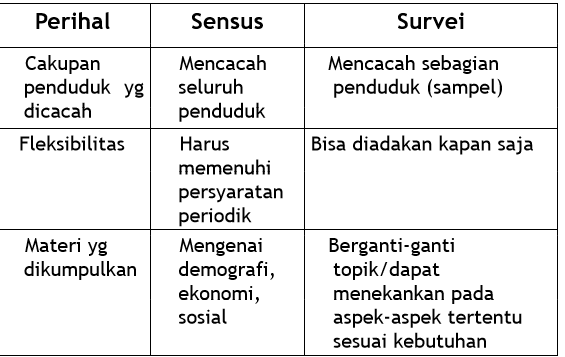 Perihal Sensus Survei
Cakupan penduduk yg dicacah
Mencacah seluruh penduduk
Mencacah sebagian penduduk (sampel)
Fleksibilitas
Harus memenuhi persyaratan periodik
Bisa diadakan kapan saja
Materi yg dikumpulkan
Mengenai demografi, ekonomi, sosial
Berganti-ganti topik/dapat menekankan pada aspek-aspek tertentu sesuai kebutuhan